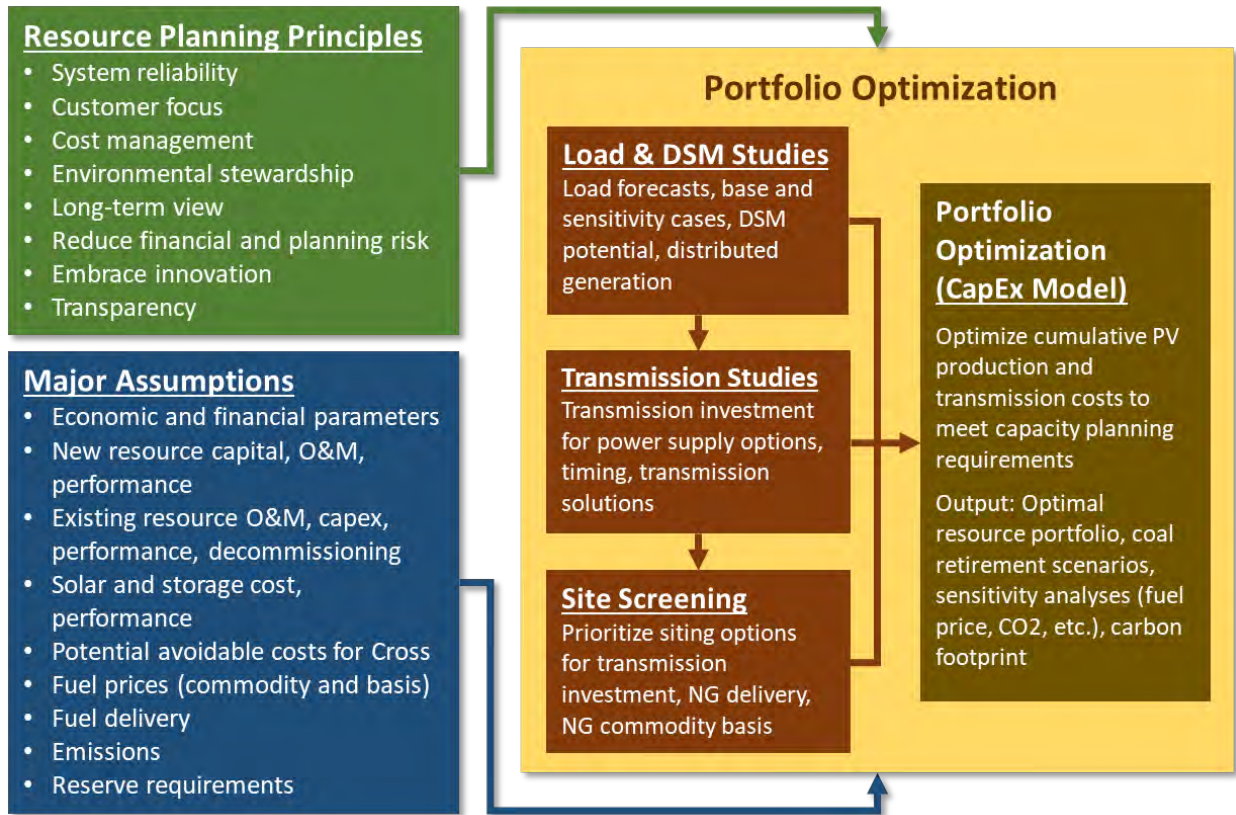 Resource Planning Principles
• System reliability
• Customer focus
• Cost management
• Environmental stewardship
• Long-term view
• Reduce financial and planning risk
• Embrace innovation
• Transparency
Major Assumptions
• Economic and financial parameters
• New resource capital, O&M,
performance
• Existing resource O&M, capex,
performance, decommissioning
• Solar and storage cost,
performance
• Potential avoidable costs for Cross
• Fuel prices (commodity and basis)
• Fuel delivery
• Emissions
• Reserve requirements
Portfolio Optimization
Load & DSM Studies
Load forecasts, base and
sensitivity cases, DSM
potential, distributed
generation
Transmission Studies
Transmission investment
for power supply options,
timing, transmission
solutions
Site Screening
Prioritize siting options
for transmission
investment, NG delivery,
NG commodity basis
Portfolio
Optimization
(CapEx Model)
Optimize cumulative PV
production and
transmission costs to
meet capacity planning
requirements
Output: Optimal
resource portfolio, coal
retirement scenarios,
sensitivity analyses (fuel
price, CO2, etc.), carbon
footprint